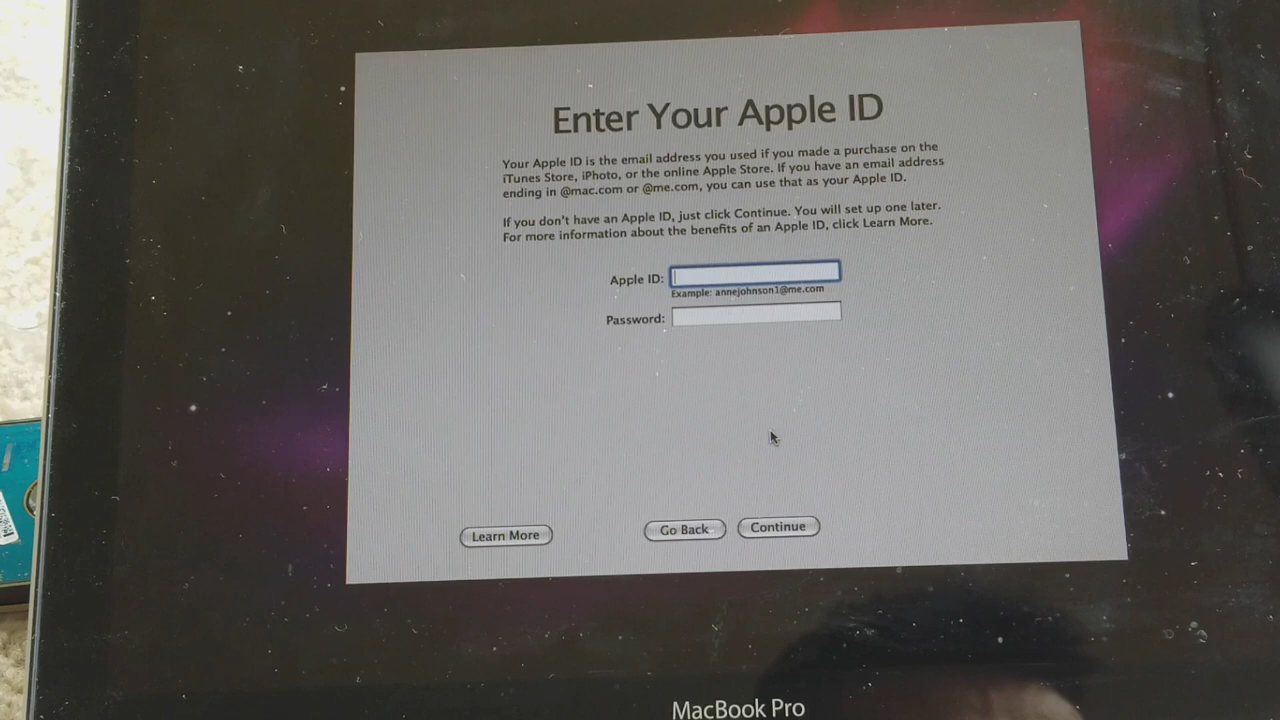 Enter Your Apple ID
Your Apple ID is the email address you used if you made a purchase on the
iTunes Store, iPhoto, or the online Apple Store. If you have an email address
ending in @mac.com or @me.com, you can use that as your Apple ID.
If you don't have an Apple ID, just click Continue. You will set up one later.
For more information about the benefits of an Apple ID, click Learn More.
Apple ID:
Example: annejohnson1@me.com
Password:
Learn More
Go Back
Continue
MacBook Pro